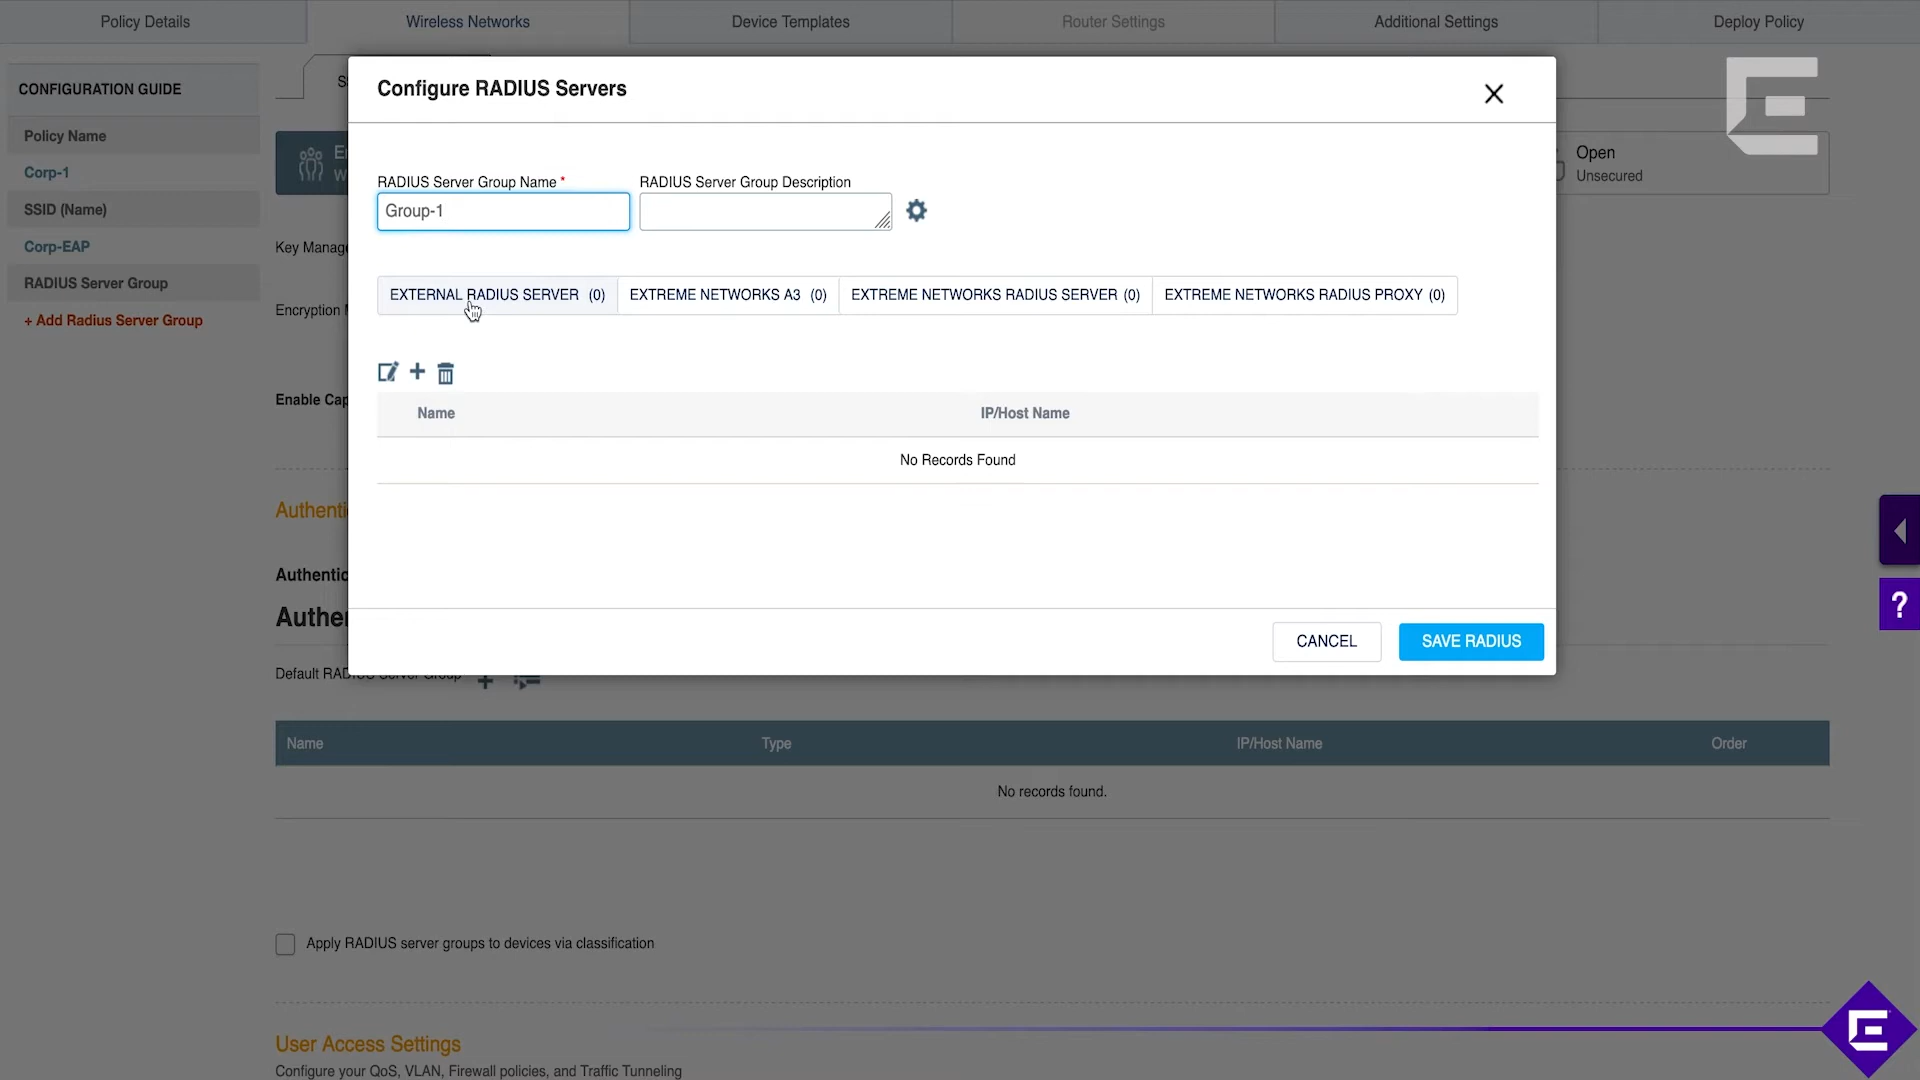 Policy Details
Wireless Networks
Device Templates
Router Settings
Additional Settings
Deploy Policy
CONFIGURATION GUIDE
Policy Name
Corp-1
SSID (Name)
Corp-EAP
RADIUS Server Group
+ Add Radius Server Group
Open
Unsecured
Key Manage
Encryption
Enable Cap
Authenti
Authentic
Configure RADIUS Servers
RADIUS Server Group Name *
RADIUS Server Group Description
Group-1
EXTERNAL RADIUS SERVER (0)
EXTREME NETWORKS A3 (0)
EXTREME NETWORKS RADIUS SERVER (0)
EXTREME NETWORKS RADIUS PROXY (0)
Name
IP/Host Name
No Records Found
CANCEL
SAVE RADIUS
?
Default RADIUS Server Group
Name
Type
IP/Host Name
Order
No records found.
Apply RADIUS server groups to devices via classification
User Access Settings
Configure your QoS, VLAN, Firewall policies, and Traffic Tunneling